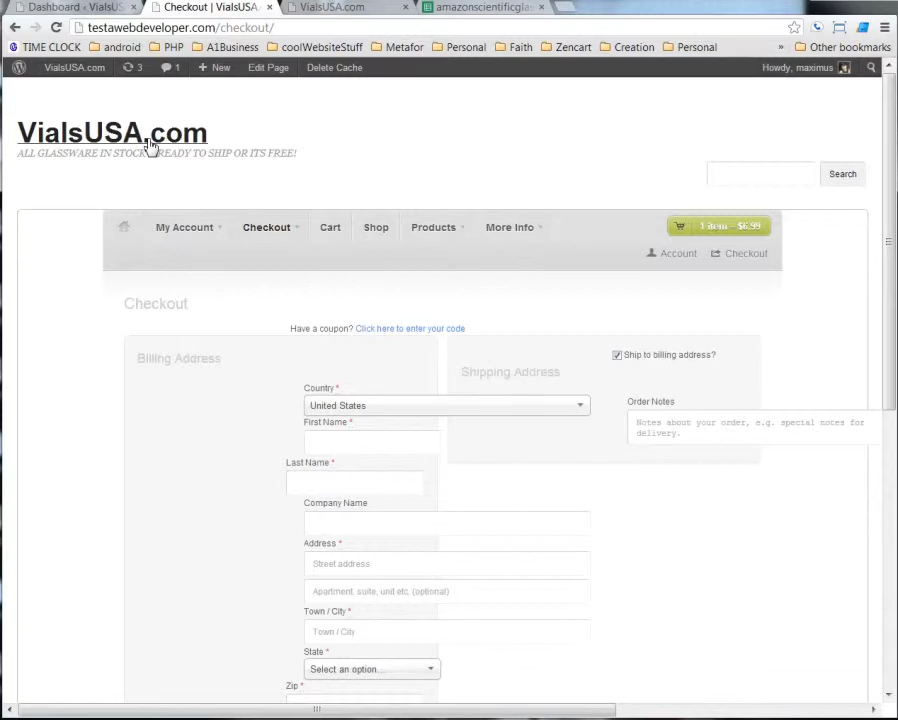 Dashboard ‹ VialsUS
Checkout | VialsUSA.
VialsUSA.com
amazonscientificglas
testawebdeveloper.com/checkout/
TIME CLOCK android PHP A1Business coolWebsiteStuff Metafor Personal Faith Zencart Creation Personal » Other bookmarks
VialsUSA.com 3 1 + New Edit Page Delete Cache Howdy, maximus
VialsUSA.com
ALL GLASSWARE IN STOCK READY TO SHIP OR ITS FREE!
Search
My Account Checkout Cart Shop Products More Info 1 item – $6.99
Account Checkout
Checkout
Have a coupon? Click here to enter your code
Billing Address
Ship to billing address?
Shipping Address
Country *
United States
Order Notes
Notes about your order, e.g. special notes for
delivery.
First Name *
Last Name *
Company Name
Address *
Street address
Apartment, suite, unit etc. (optional)
Town / City *
Town / City
State *
Select an option…
Zip *